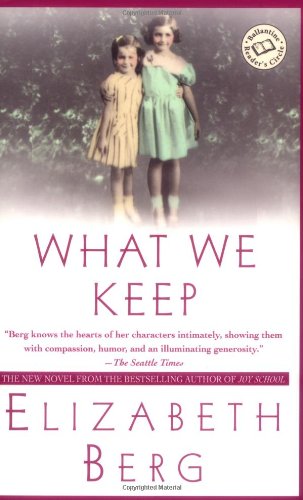 Ballantine
Reader's Circle
WHAT WE
KEEP
"Berg knows the hearts of her characters intimately, showing them
with compassion, humor, and an illuminating generosity."
—The Seattle Times
THE NEW NOVEL FROM THE BESTSELLING AUTHOR OF JOY SCHOOL
ELIZABETH
BERG